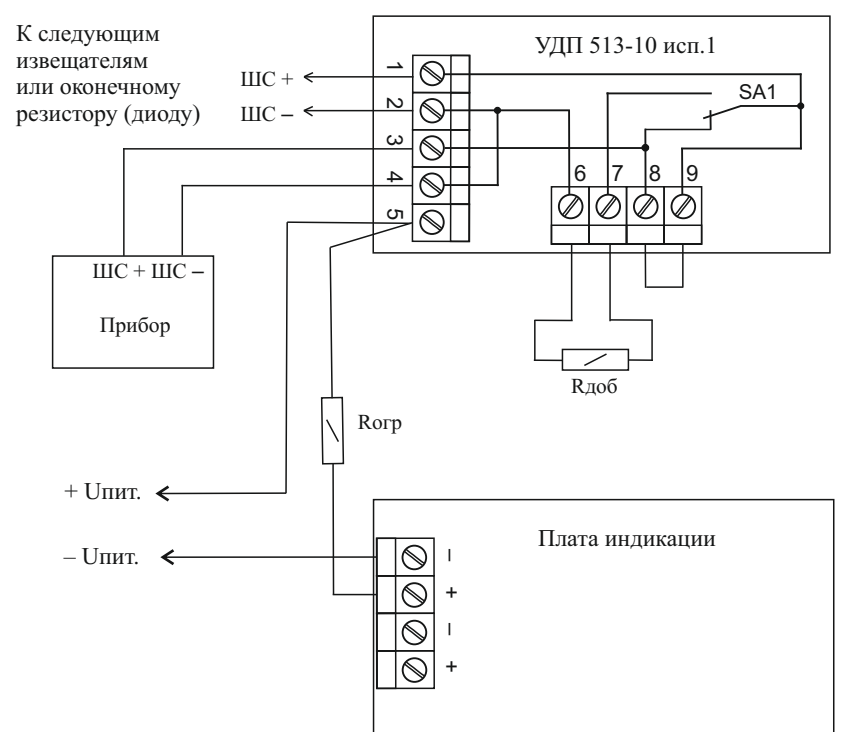 К следующим
извещателям
или оконечному
резистору (диоду)
ШС +
ШС –
УДП 513-10 исп.1
SA1
1
2
3
4
5
6 7 8 9
ШС + ШС –
Прибор
Rдоб
Rогр
+ Uпит.
– Uпит.
Плата индикации
–
+
–
+